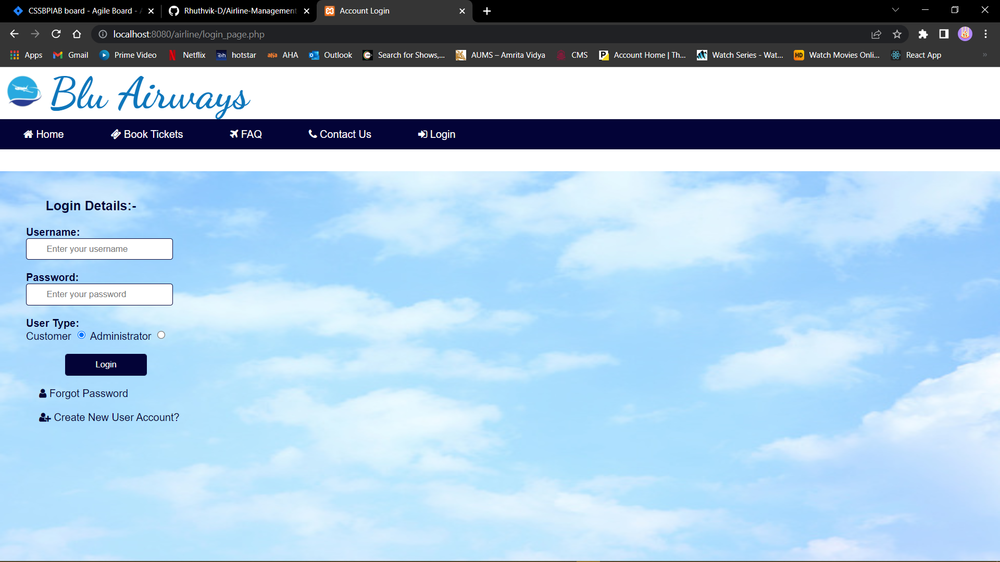 CSSBPIAB board - Agile Board -
Rhuthvik-D/Airline-Management
Account Login
localhost:8080/airline/login_page.php
Apps
Gmail
Prime Video
Netflix
hotstar
aha AHA
Outlook
Search for Shows,...
AUMS – Amrita Vidya
CMS
Account Home | Th...
Watch Series - Wat...
HD Watch Movies Onli...
React App
Blu Airways
Home
Book Tickets
FAQ
Contact Us
Login
Login Details:-
Username:
Enter your username
Password:
Enter your password
User Type:
Customer Administrator
Login
Forgot Password
Create New User Account?